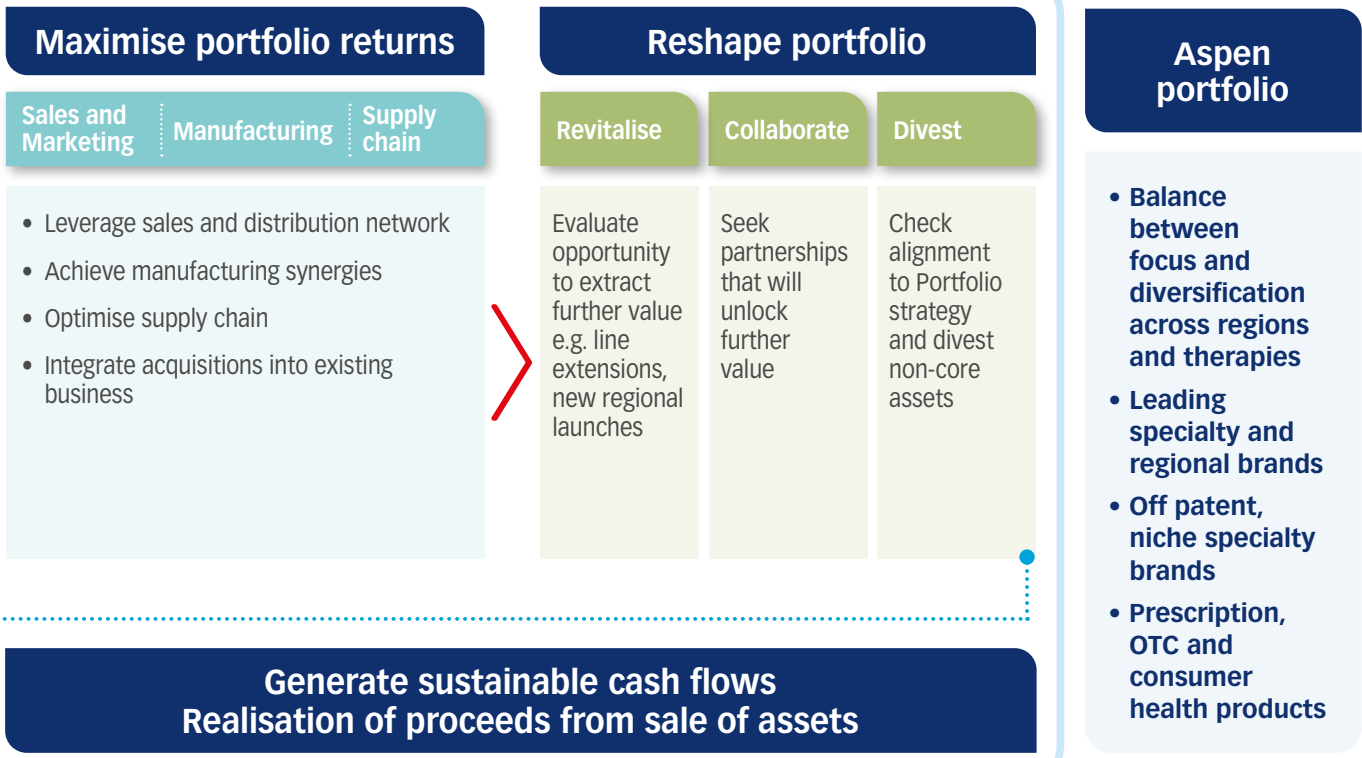 Maximise portfolio returns
Sales and
Marketing
Manufacturing
Supply
chain
• Leverage sales and distribution network
• Achieve manufacturing synergies
• Optimise supply chain
• Integrate acquisitions into existing
business
Reshape portfolio
Revitalise
Evaluate
opportunity
to extract
further value
e.g. line
extensions,
new regional
launches
Collaborate
Seek
partnerships
that will
unlock
further
value
Divest
Check
alignment
to Portfolio
strategy
and divest
non-core
assets
Generate sustainable cash flows
Realisation of proceeds from sale of assets
Aspen
portfolio
• Balance
between
focus and
diversification
across regions
and therapies
• Leading
specialty and
regional brands
• Off patent,
niche specialty
brands
• Prescription,
OTC and
consumer
health products